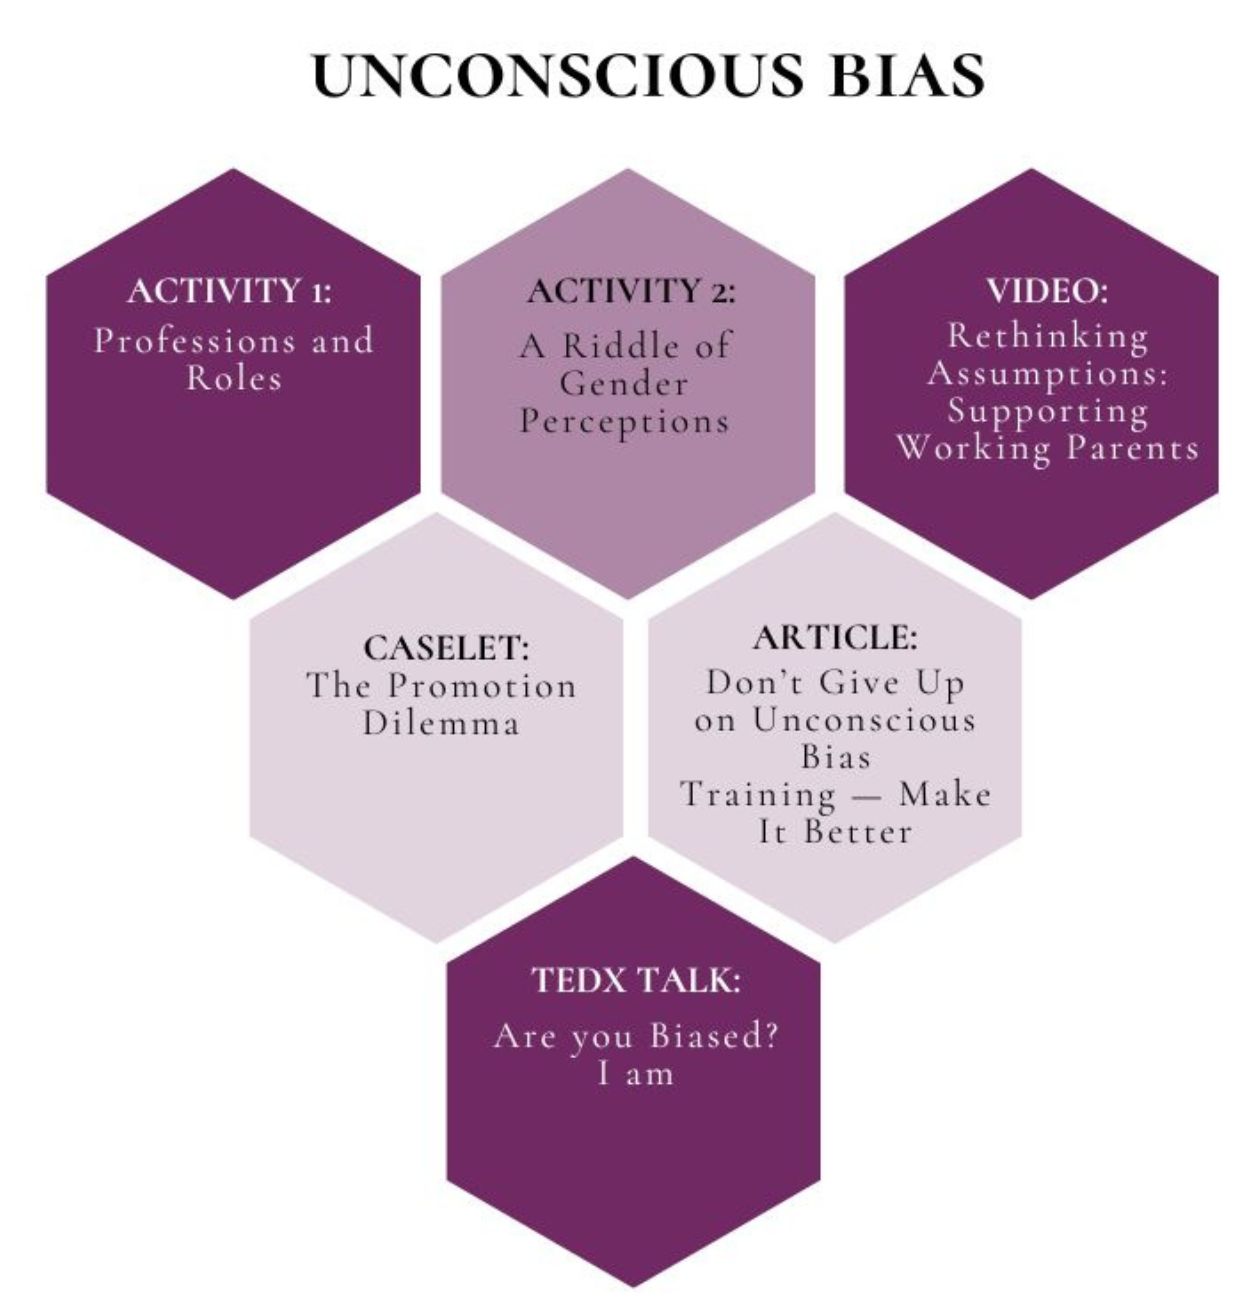 UNCONSCIOUS BIAS
ACTIVITY 1:
Professions and
Roles
ACTIVITY 2:
A Riddle of
Gender
Perceptions
VIDEO:
Rethinking
Assumptions:
Supporting
Working Parents
CASELET:
The Promotion
Dilemma
ARTICLE:
Don’t Give Up
on Unconscious
Bias
Training — Make
It Better
TEDX TALK:
Are you Biased?
I am